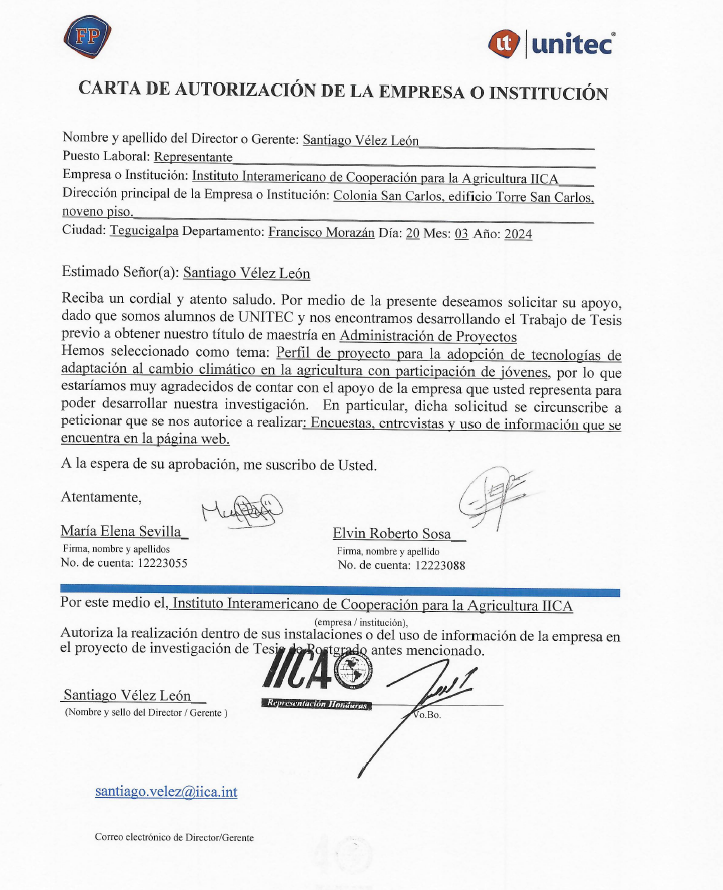 FP
ut unitec
CARTA DE AUTORIZACIÓN DE LA EMPRESA O INSTITUCIÓN
Nombre y apellido del Director o Gerente: Santiago Vélez León
Puesto Laboral: Representante
Empresa o Institución: Instituto Interamericano de Cooperación para la Agricultura IICA
Dirección principal de la Empresa o Institución: Colonia San Carlos, edificio Torre San Carlos,
noveno piso.
Ciudad: Tegucigalpa Departamento: Francisco Morazán Día: 20 Mes: 03 Año: 2024
Estimado Señor(a): Santiago Vélez León
Reciba un cordial y atento saludo. Por medio de la presente deseamos solicitar su apoyo,
dado que somos alumnos de UNITEC y nos encontramos desarrollando el Trabajo de Tesis
previo a obtener nuestro título de maestría en Administración de Proyectos
Hemos seleccionado como tema: Perfil de proyecto para la adopción de tecnologías de
adaptación al cambio climático en la agricultura con participación de jóvenes, por lo que
estaríamos muy agradecidos de contar con el apoyo de la empresa que usted representa para
poder desarrollar nuestra investigación. En particular, dicha solicitud se circunscribe a
peticionar que se nos autorice a realizar: Encuestas, entrevistas y uso de información que se
encuentra en la página web.
A la espera de su aprobación, me suscribo de Usted.
Atentamente,
María Elena Sevilla Elvin Roberto Sosa
Firma, nombre y apellidos Firma, nombre y apellido
No. de cuenta: 12223055 No. de cuenta: 12223088
Por este medio el, Instituto Interamericano de Cooperación para la Agricultura IICA
(empresa / institución),
Autoriza la realización dentro de sus instalaciones o del uso de información de la empresa en
el proyecto de investigación de Tesis de Postgrado antes mencionado.
IICA
Santiago Vélez León Representación Honduras
(Nombre y sello del Director / Gerente ) Vo.Bo.
santiago.velez@iica.int
Correo electrónico de Director/Gerente